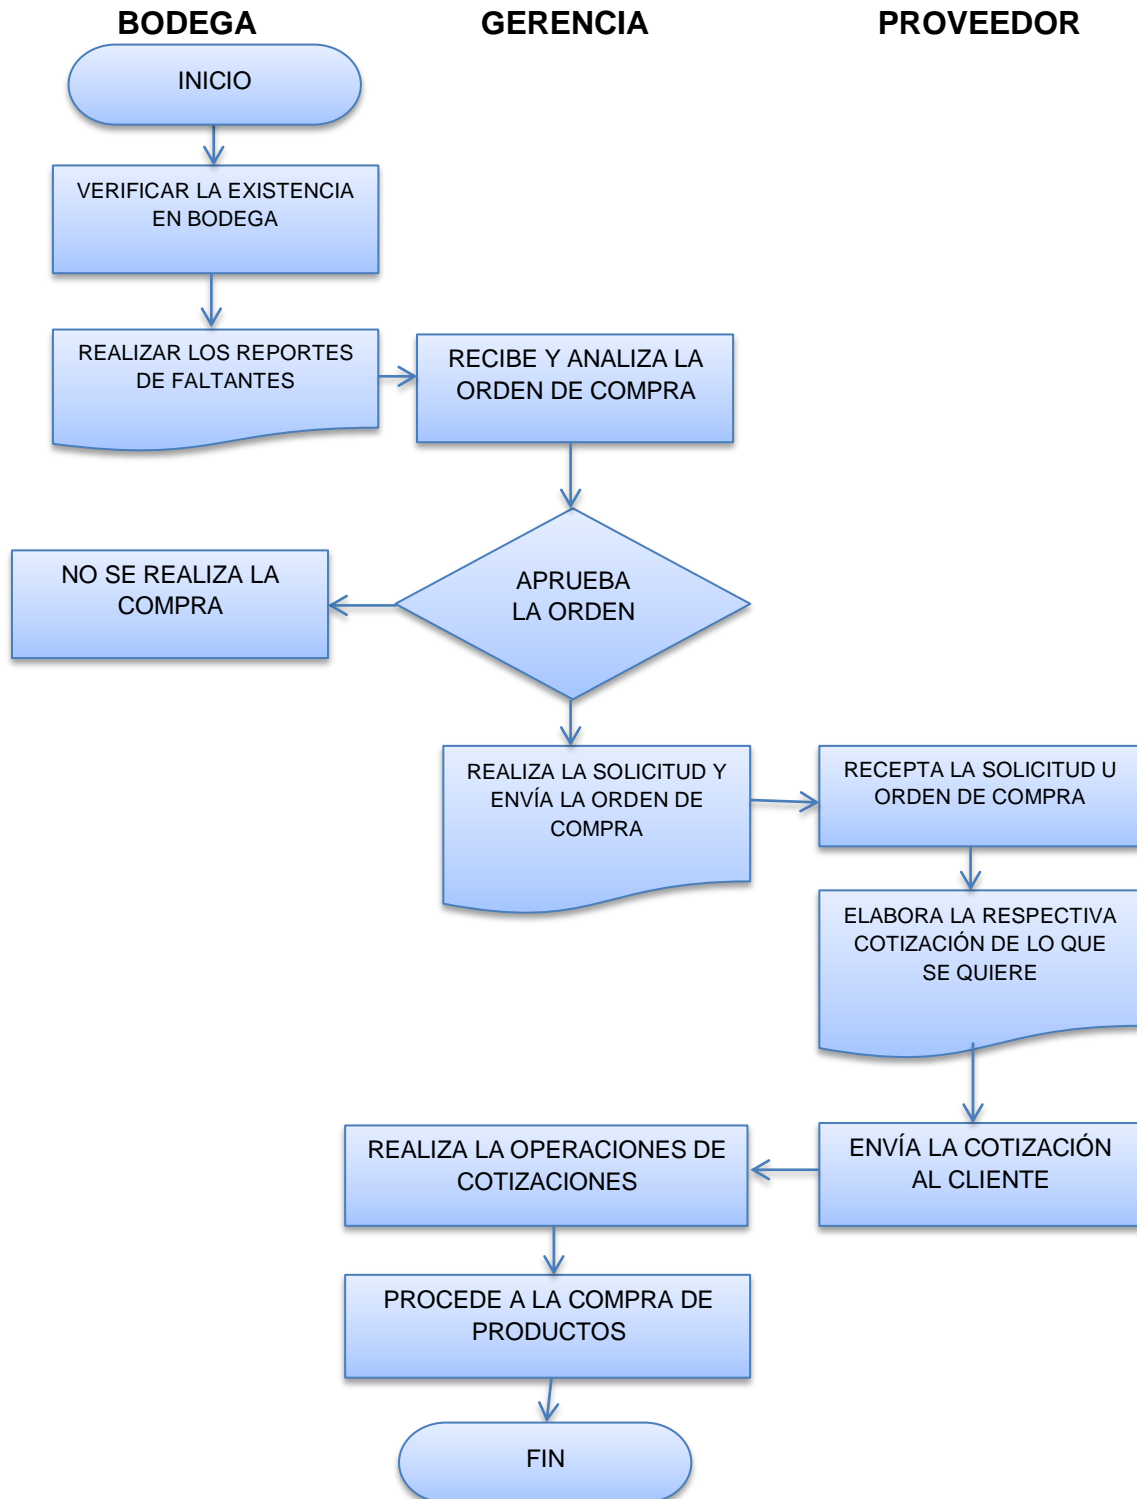 BODEGA
GERENCIA
PROVEEDOR
INICIO
VERIFICAR LA EXISTENCIA
EN BODEGA
REALIZAR LOS REPORTES
DE FALTANTES
RECIBE Y ANALIZA LA
ORDEN DE COMPRA
APRUEBA
LA ORDEN
NO SE REALIZA LA
COMPRA
REALIZA LA SOLICITUD Y
ENVÍA LA ORDEN DE
COMPRA
RECEPTA LA SOLICITUD U
ORDEN DE COMPRA
ELABORA LA RESPECTIVA
COTIZACIÓN DE LO QUE
SE QUIERE
ENVÍA LA COTIZACIÓN
AL CLIENTE
REALIZA LA OPERACIONES DE
COTIZACIONES
PROCEDE A LA COMPRA DE
PRODUCTOS
FIN